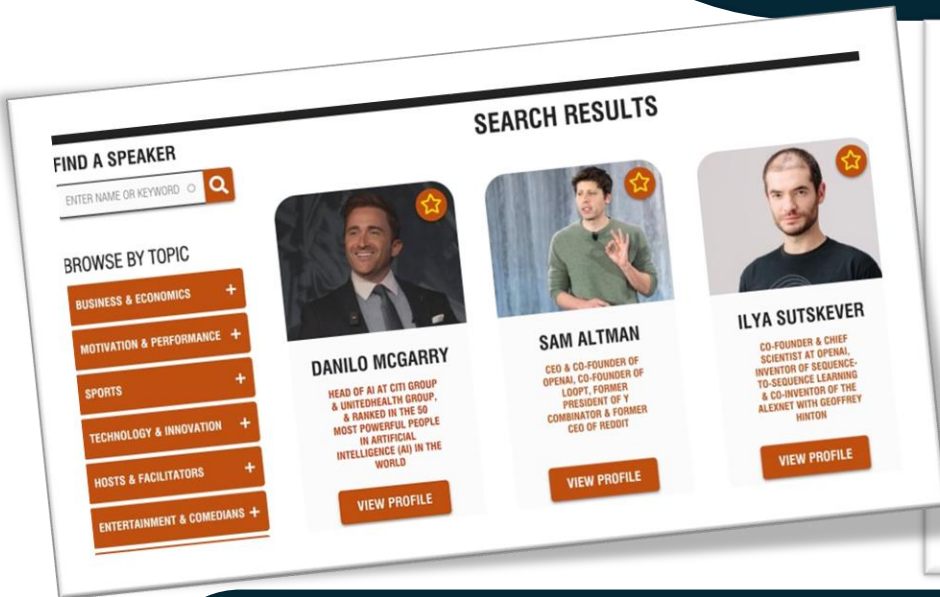 SEARCH RESULTS
FIND A SPEAKER
ENTER NAME OR KEYWORD
BROWSE BY TOPIC
BUSINESS & ECONOMICS +
MOTIVATION & PERFORMANCE +
SPORTS +
TECHNOLOGY & INNOVATION +
HOSTS & FACILITATORS +
ENTERTAINMENT & COMEDIANS +
DANILO MCGARRY
HEAD OF AI AT CITI GROUP
& UNITEDHEALTH GROUP,
& RANKED IN THE 50
MOST POWERFUL PEOPLE
IN ARTIFICIAL
INTELLIGENCE (AI) IN THE
WORLD
VIEW PROFILE
SAM ALTMAN
CEO & CO-FOUNDER OF
OPENAI, CO-FOUNDER OF
LOOPT, FORMER
PRESIDENT OF Y
COMBINATOR & FORMER
CEO OF REDDIT
VIEW PROFILE
ILYA SUTSKEVER
CO-FOUNDER & CHIEF
SCIENTIST AT OPENAI,
INVENTOR OF SEQUENCE-
TO-SEQUENCE LEARNING
& CO-INVENTOR OF THE
ALEXNET WITH GEOFFREY
HINTON
VIEW PROFILE